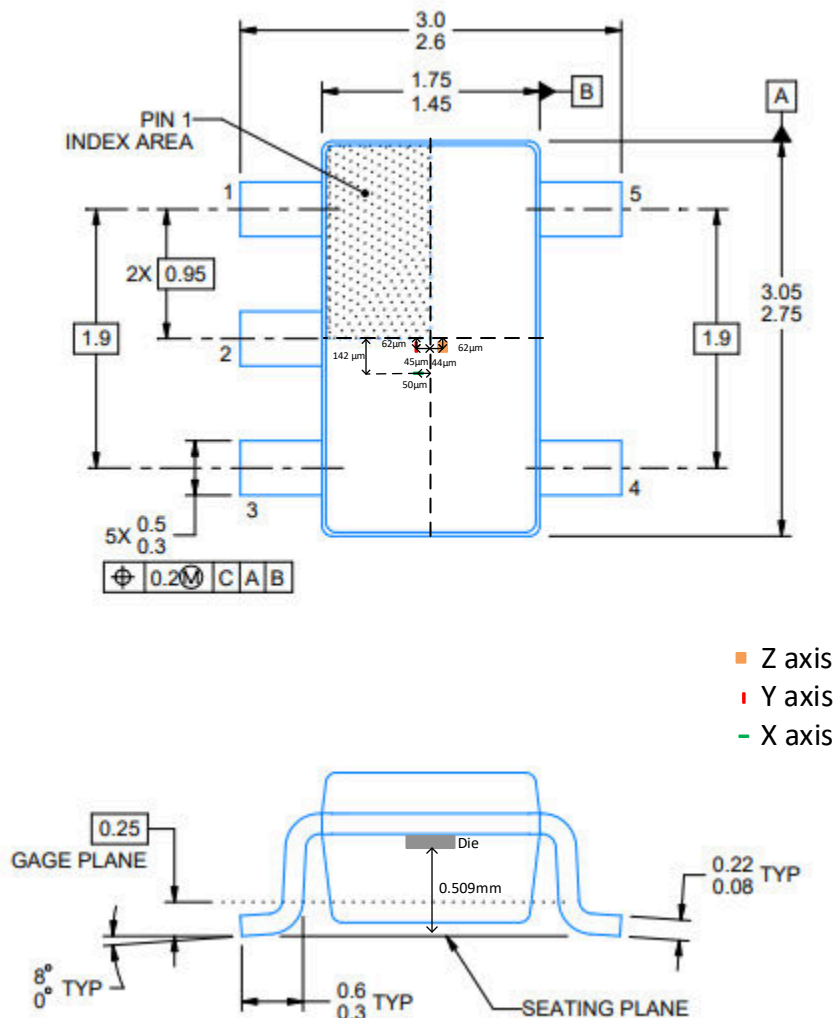 3.0
2.6
1.75
1.45
B
A
PIN 1
INDEX AREA
1
5
2X 0.95
3.05
2.75
1.9
1.9
2
62µm
62µm
142 µm
45µm
44µm
50µm
3
4
5X 0.5
0.3
⌖ 0.2Ⓜ C A B
Z axis
Y axis
X axis
0.25
GAGE PLANE
Die
0.22
0.08 TYP
0.509mm
8°
0° TYP
0.6
0.3 TYP
SEATING PLANE